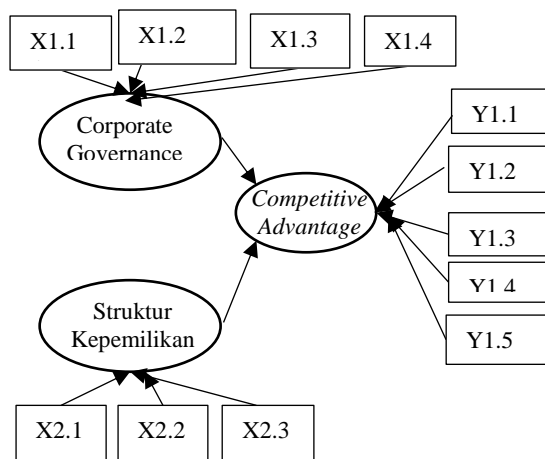 X1.1
X1.2
X1.3
X1.4
Corporate
Governance
Y1.1
Y1.2
Competitive
Advantage
Y1.3
Y1.4
Struktur
Kepemilikan
Y1.5
X2.1
X2.2
X2.3